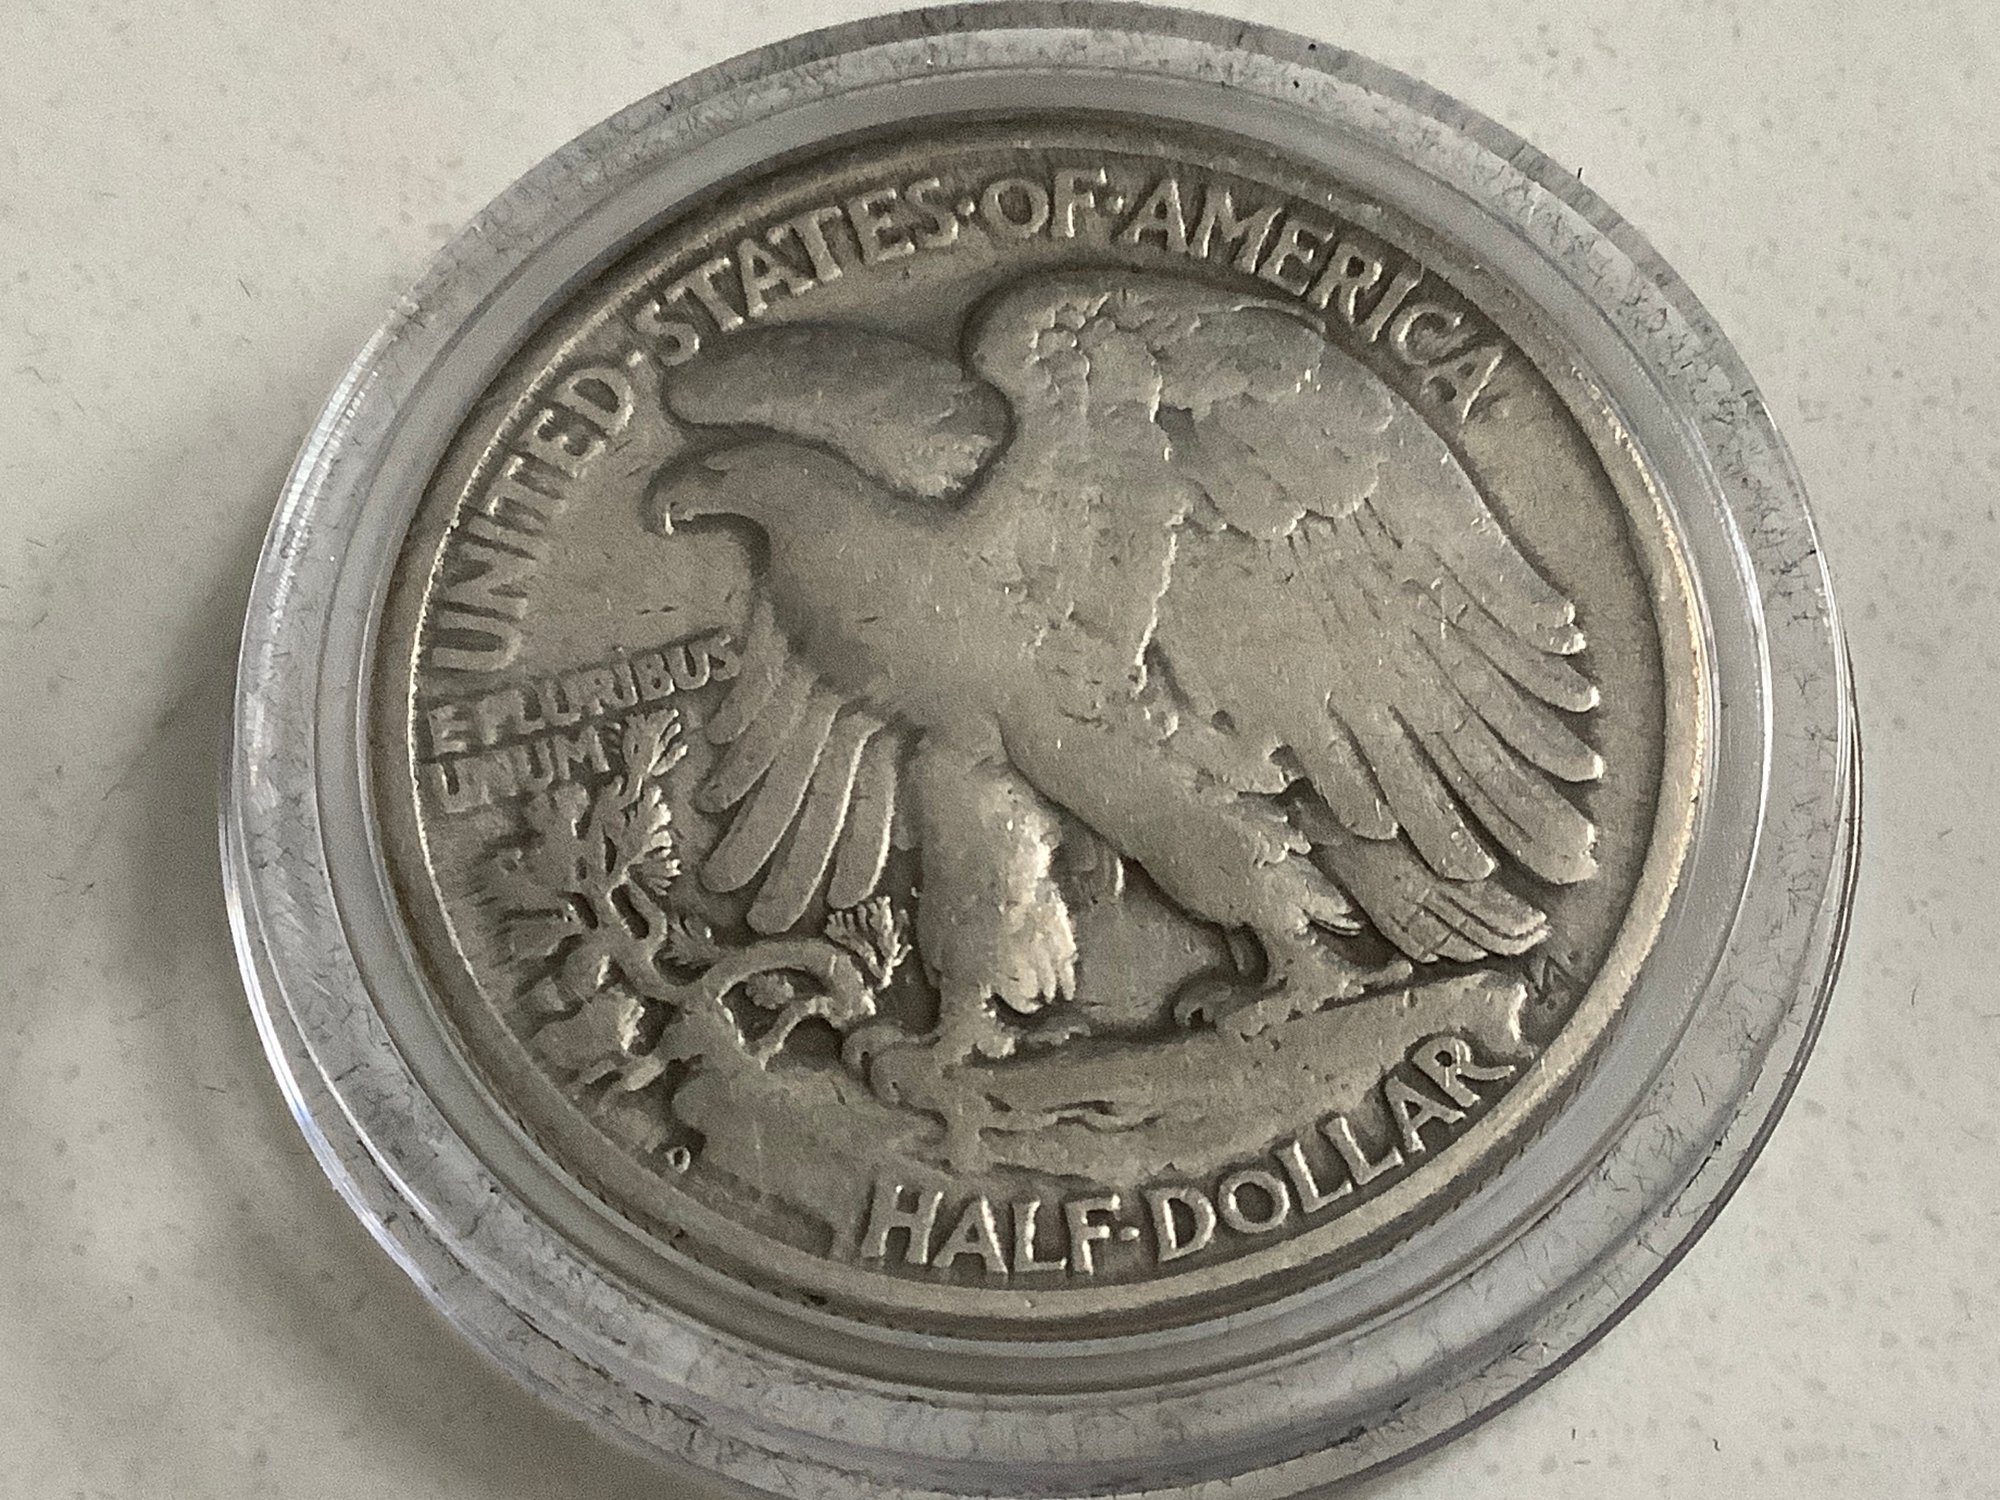 UNITED·STATES·OF·AMERICA
E·PLURIBUS
UNUM
HALF·DOLLAR